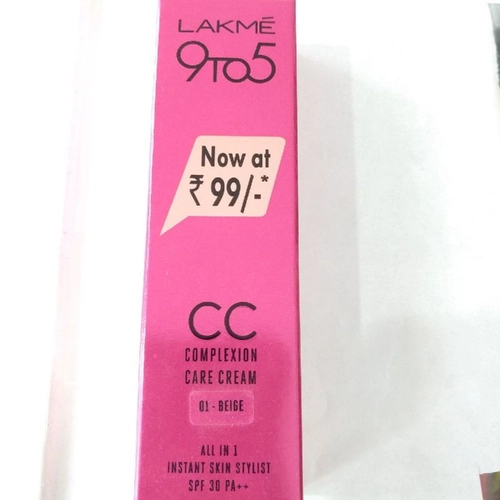 LAKMÉ
9TO5
Now at
₹ 99/-*
CC
COMPLEXION
CARE CREAM
01 - BEIGE
ALL IN 1
INSTANT SKIN STYLIST
SPF 30 PA++